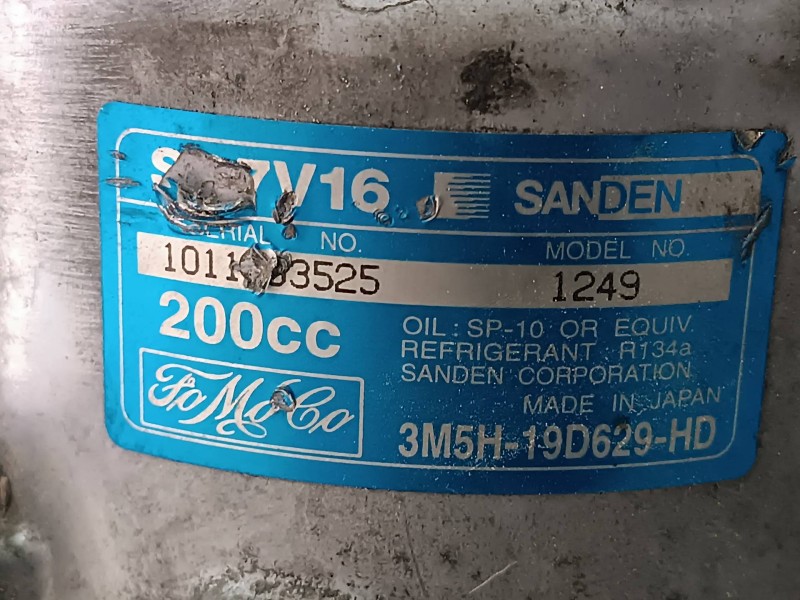 SANDEN
SERIAL NO. MODEL NO.
1249
200cc
OIL : SP-10 OR EQUIV.
REFRIGERANT R134a
SANDEN CORPORATION
MADE IN JAPAN
FoMoCo
3M5H-19D629-HD